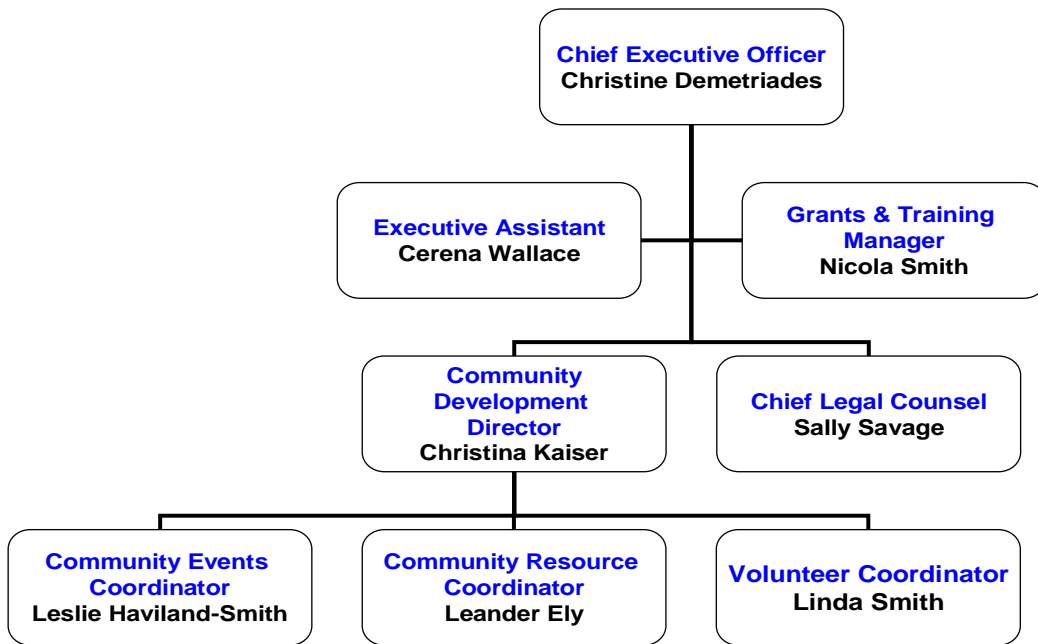 Chief Executive Officer
Christine Demetriades
Executive Assistant
Cerena Wallace
Grants & Training
Manager
Nicola Smith
Community
Development
Director
Christina Kaiser
Chief Legal Counsel
Sally Savage
Community Events
Coordinator
Leslie Haviland-Smith
Community Resource
Coordinator
Leander Ely
Volunteer Coordinator
Linda Smith